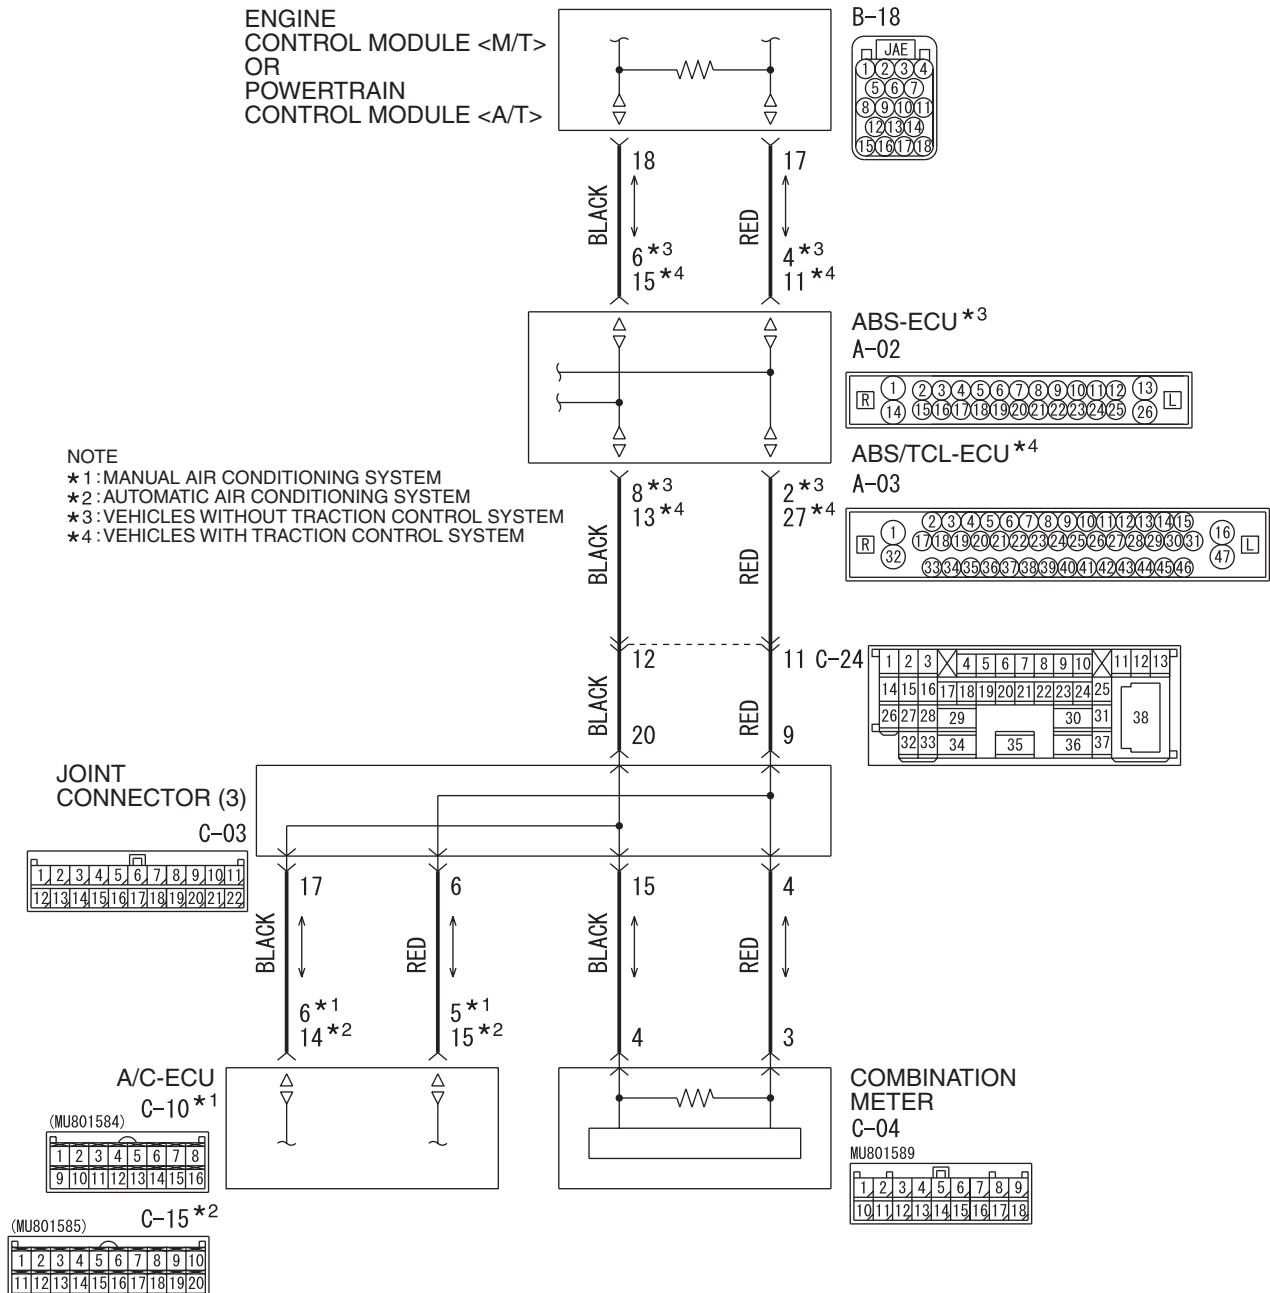 ENGINE
CONTROL MODULE <M/T>
OR
POWERTRAIN
CONTROL MODULE <A/T>
B-18
JAE
1 2 3 4
5 6 7
8 9 10 11
12 13 14
15 16 17 18
18
17
BLACK
RED
6 *3
15 *4
4 *3
11 *4
ABS-ECU *3
A-02
R
1
2 3 4 5 6 7 8 9 10 11 12
13
L
14
15 16 17 18 19 20 21 22 23 24 25
26
NOTE
*1 : MANUAL AIR CONDITIONING SYSTEM
*2 : AUTOMATIC AIR CONDITIONING SYSTEM
*3 : VEHICLES WITHOUT TRACTION CONTROL SYSTEM
*4 : VEHICLES WITH TRACTION CONTROL SYSTEM
8 *3
13 *4
2 *3
27 *4
ABS/TCL-ECU *4
A-03
R
1
2 3 4 5 6 7 8 9 10 11 12 13 14 15
16
L
17 18 19 20 21 22 23 24 25 26 27 28 29 30 31
32
33 34 35 36 37 38 39 40 41 42 43 44 45 46
47
BLACK
RED
12
11
C-24
1 2 3 4 5 6 7 8 9 10 11 12 13
14 15 16 17 18 19 20 21 22 23 24 25
26 27 28 29 30 31 38
32 33 34 35 36 37
BLACK
RED
20
9
JOINT
CONNECTOR (3)
C-03
1 2 3 4 5 6 7 8 9 10 11
12 13 14 15 16 17 18 19 20 21 22
17
6
15
4
BLACK
RED
BLACK
RED
6 *1
14 *2
5 *1
15 *2
4
3
A/C-ECU
C-10 *1
(MU801584)
1 2 3 4 5 6 7 8
9 10 11 12 13 14 15 16
C-15 *2
(MU801585)
1 2 3 4 5 6 7 8 9 10
11 12 13 14 15 16 17 18 19 20
COMBINATION
METER
C-04
MU801589
1 2 3 4 5 6 7 8 9
10 11 12 13 14 15 16 17 18